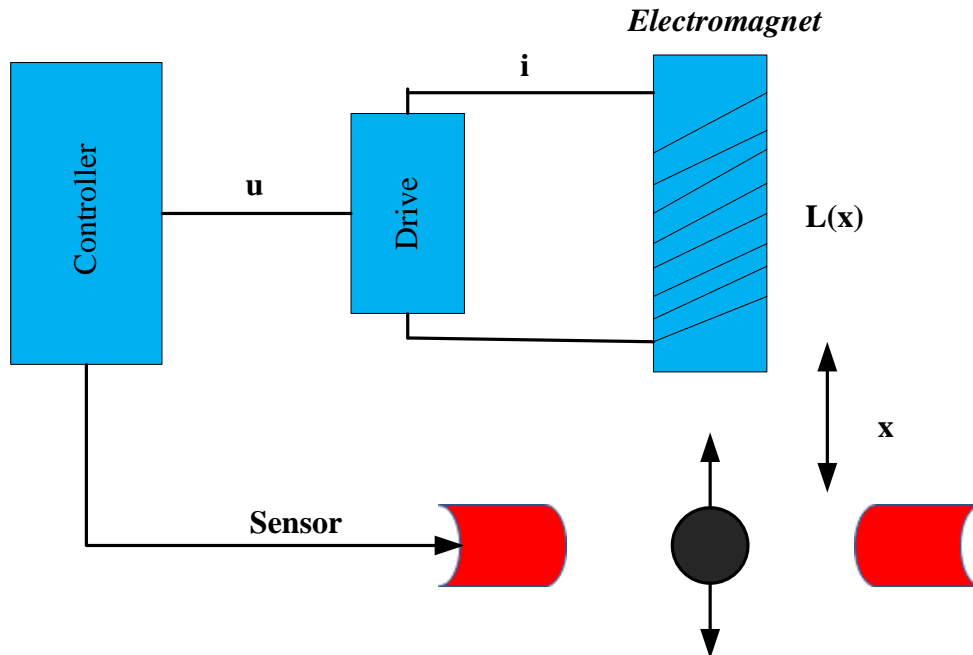 Electromagnet
i
Controller
u
Drive
L(x)
x
Sensor